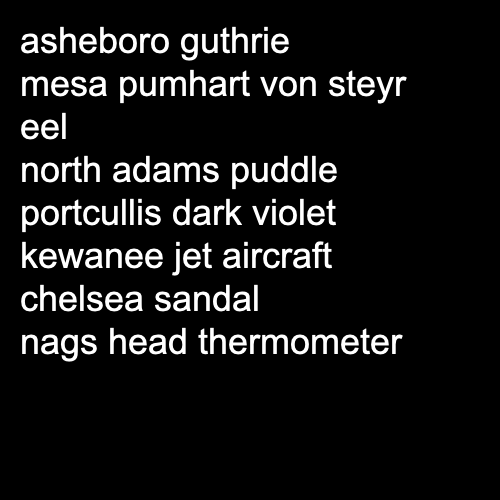 asheboro guthrie
mesa pumhart von steyr
eel
north adams puddle
portcullis dark violet
kewanee jet aircraft
chelsea sandal
nags head thermometer